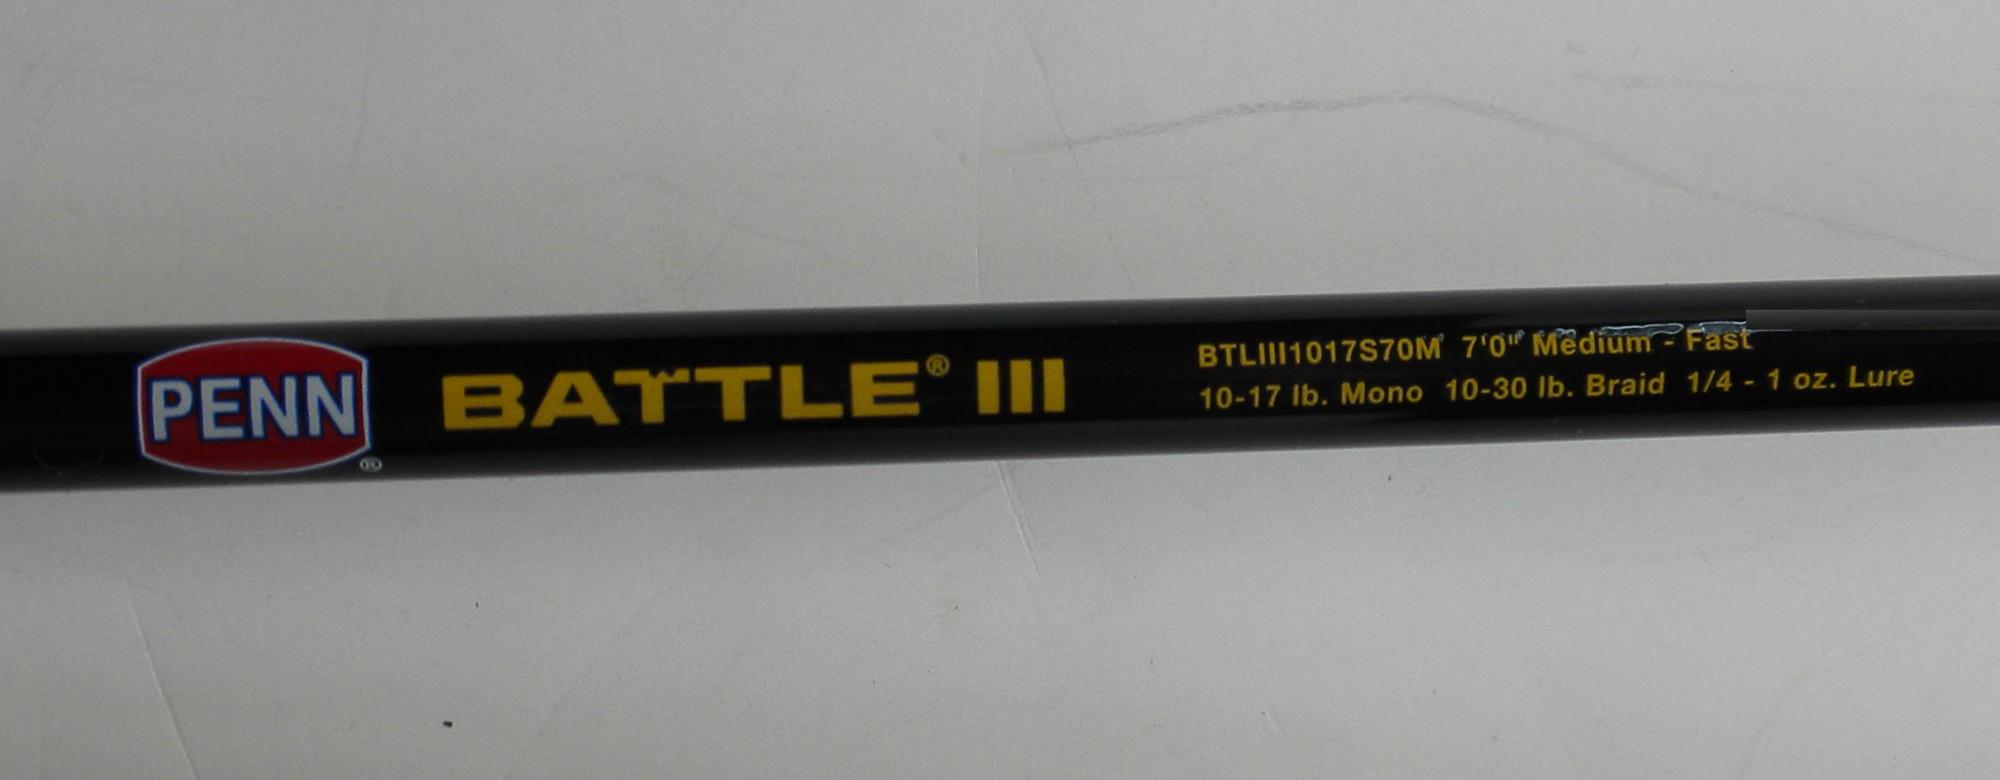 PENN®
BATTLE® III
BTLIII1017S70M 7'0" Medium - Fast
10-17 lb. Mono 10-30 lb. Braid 1/4 - 1 oz. Lure